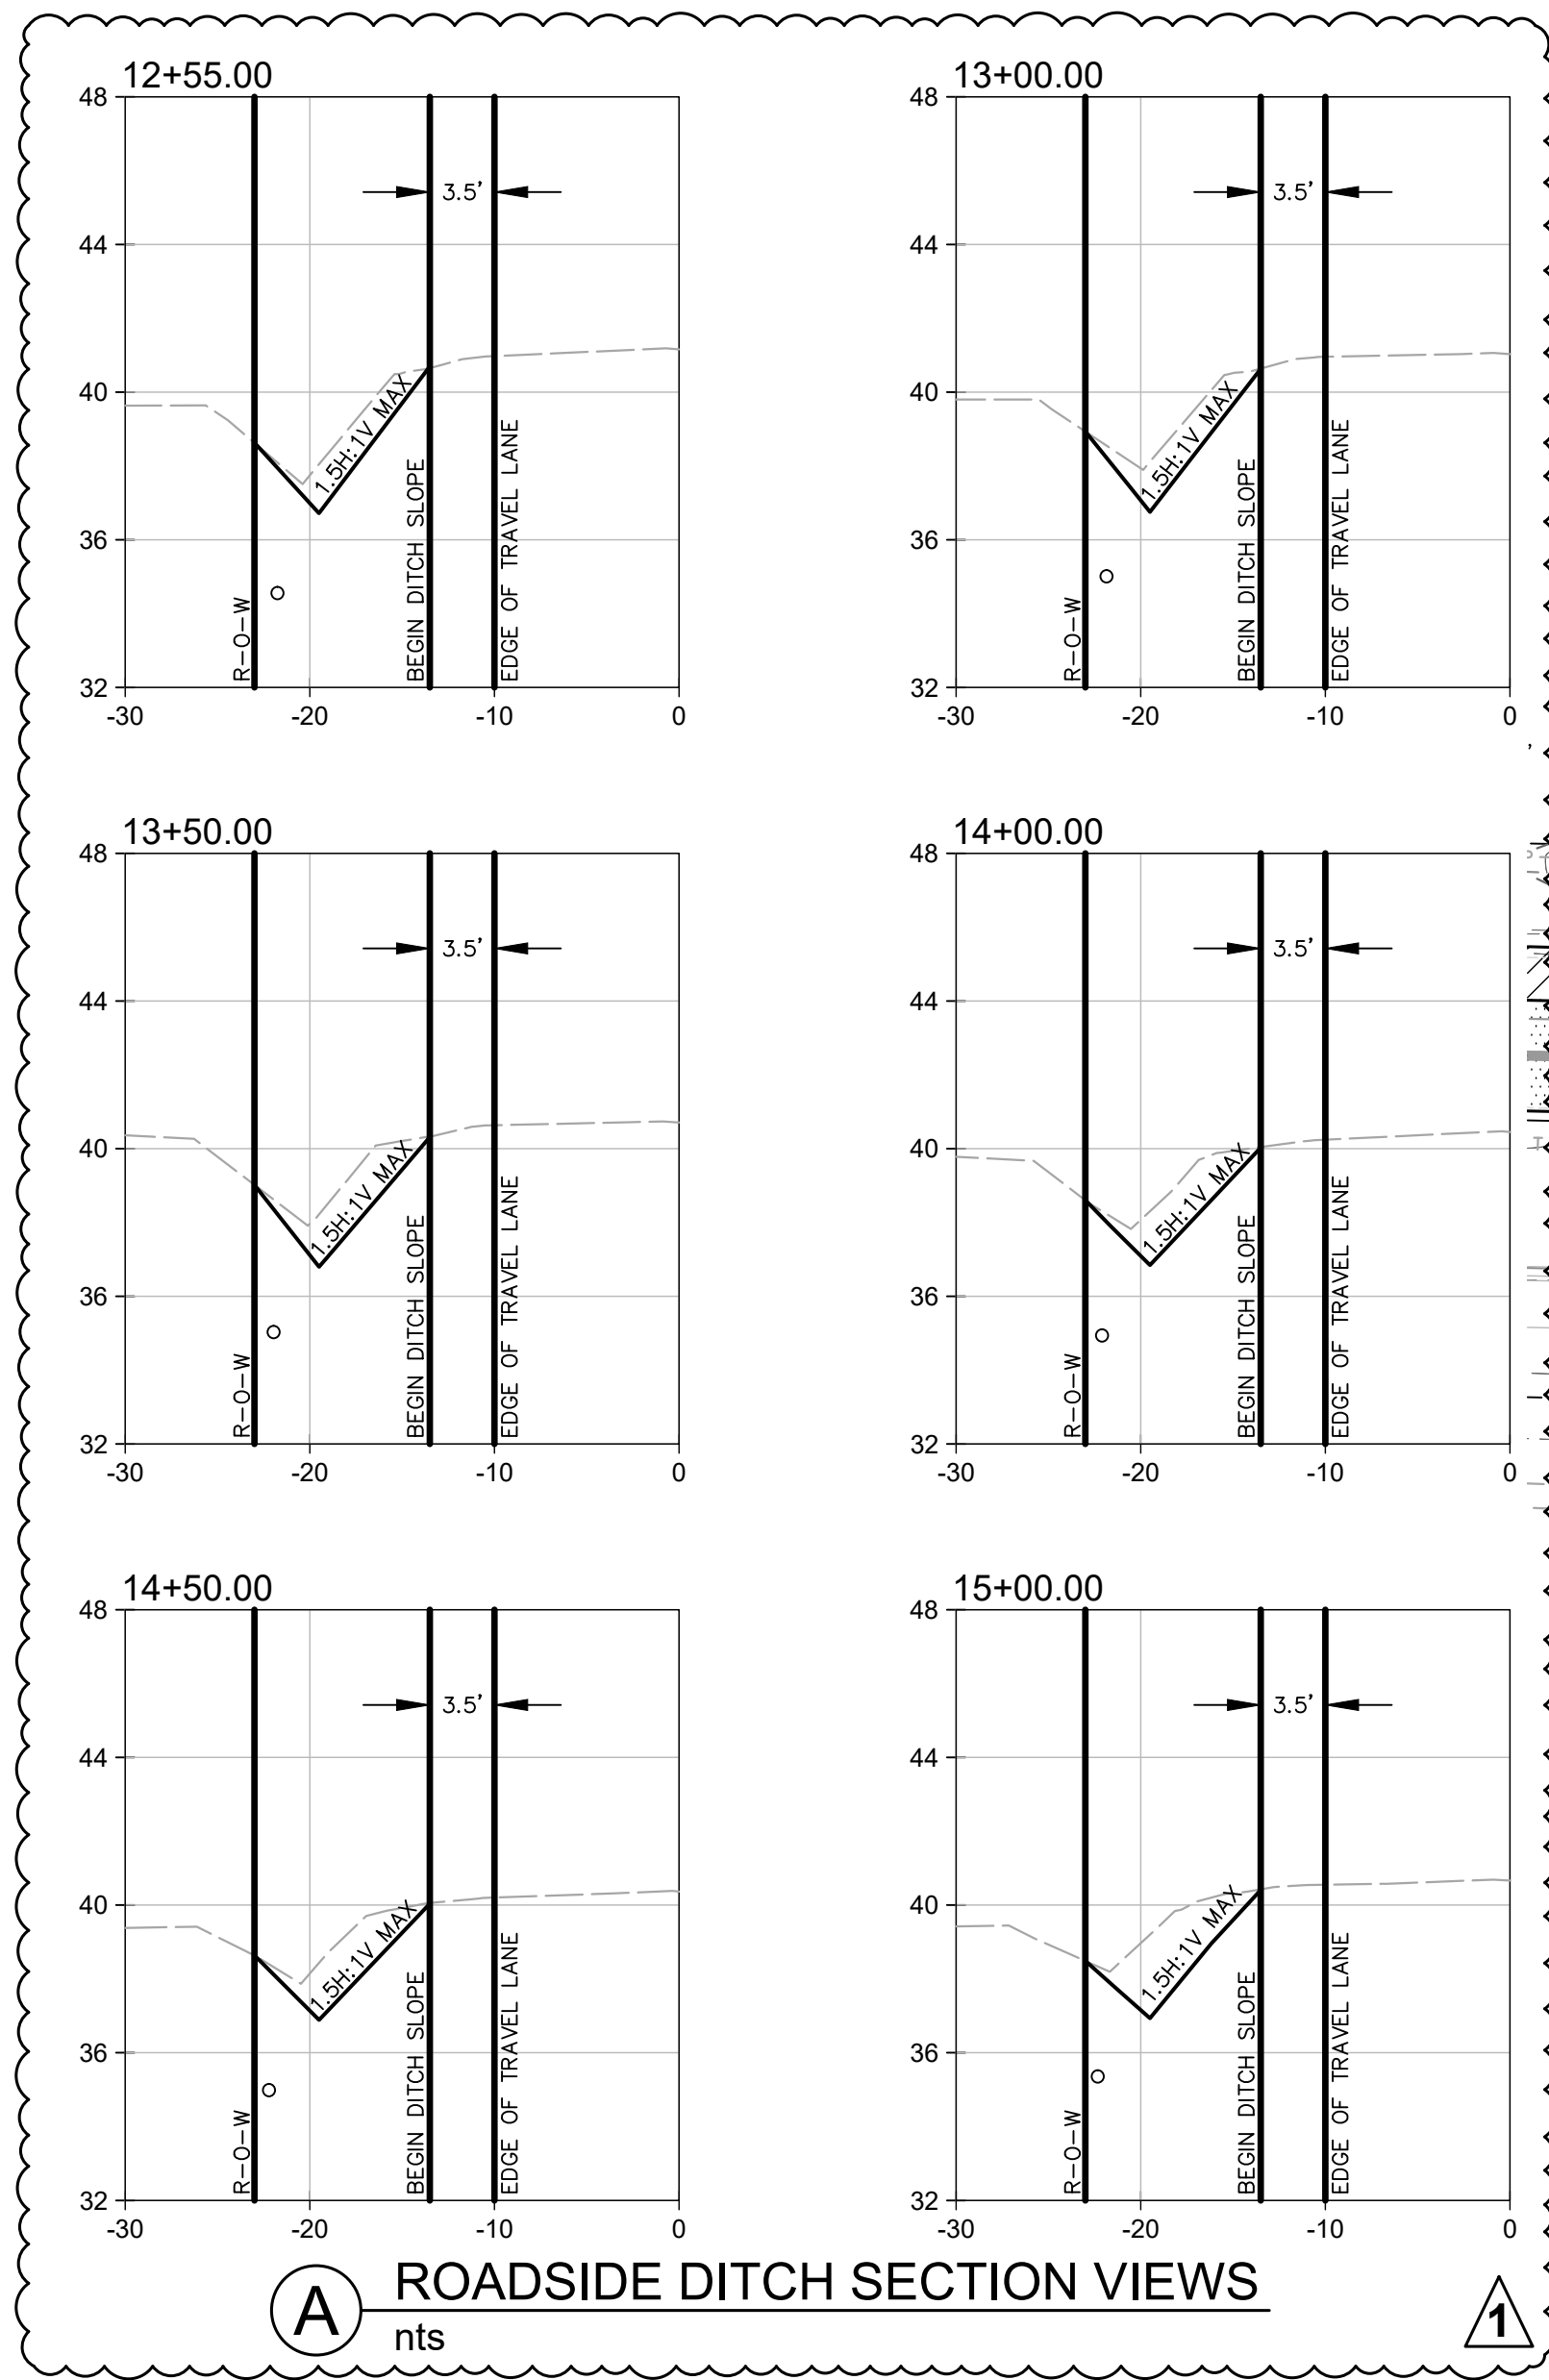 12+55.00
48
44
40
36
32
3.5'
1.5H:1V MAX
R-O-W
BEGIN DITCH SLOPE
EDGE OF TRAVEL LANE
-30 -20 -10 0
13+00.00
48
44
40
36
32
3.5'
1.5H:1V MAX
R-O-W
BEGIN DITCH SLOPE
EDGE OF TRAVEL LANE
-30 -20 -10 0
13+50.00
48
44
40
36
32
3.5'
1.5H:1V MAX
R-O-W
BEGIN DITCH SLOPE
EDGE OF TRAVEL LANE
-30 -20 -10 0
14+00.00
48
44
40
36
32
3.5'
1.5H:1V MAX
R-O-W
BEGIN DITCH SLOPE
EDGE OF TRAVEL LANE
-30 -20 -10 0
14+50.00
48
44
40
36
32
3.5'
1.5H:1V MAX
R-O-W
BEGIN DITCH SLOPE
EDGE OF TRAVEL LANE
-30 -20 -10 0
15+00.00
48
44
40
36
32
3.5'
1.5H:1V MAX
R-O-W
BEGIN DITCH SLOPE
EDGE OF TRAVEL LANE
-30 -20 -10 0
A
ROADSIDE DITCH SECTION VIEWS
nts
1